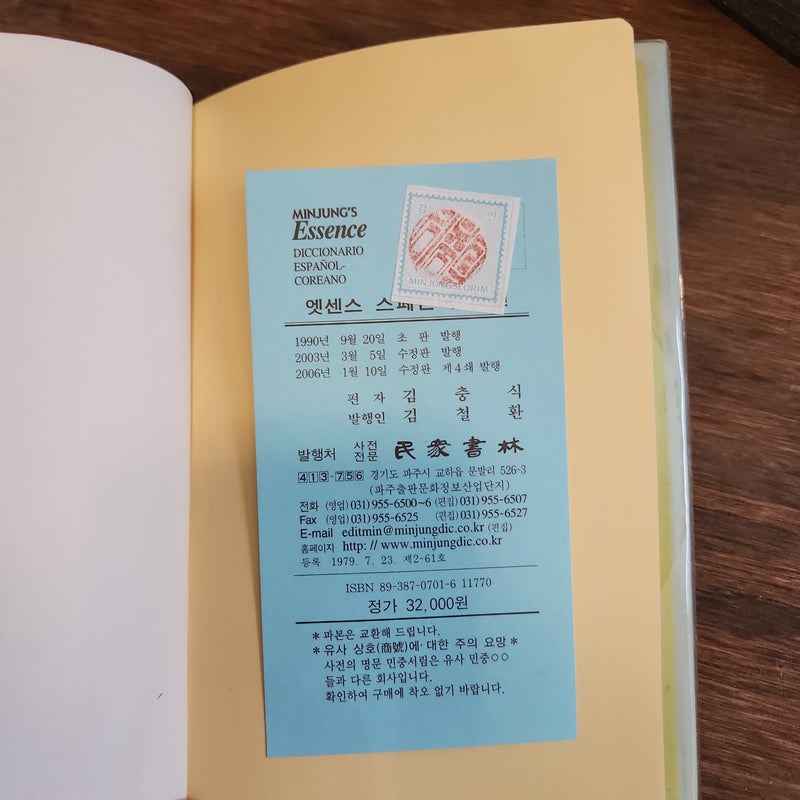 MINJUNG'S
Essence
DICCIONARIO
ESPAÑOL-
COREANO
검 인
MINJUNGSEORIM
엣센스
1990년 9월 20일 초 판 발행
2003년 3월 5일 수정판 발행
2006년 1월 10일 수정판 제4쇄 발행
편 자 김 충 식
발행인 김 철 환
발행처 사전전문 民衆書林
413-756 경기도 파주시 교하읍 문발리 526-3
(파주출판문화정보산업단지)
전화 (영업) 031) 955-6500~6 (편집) 031) 955-6507
Fax (영업) 031) 955-6525 (편집) 031) 955-6527
E-mail editmin@minjungdic.co.kr (편집)
홈페이지 http: // www.minjungdic.co.kr
등록 1979. 7. 23. 제2-61호
ISBN 89-387-0701-6 11770
정가 32,000원
* 파본은 교환해 드립니다.
* 유사 상호(商號)에 대한 주의 요망 *
사전의 명문 민중서림은 유사 민중○○
들과 다른 회사입니다.
확인하여 구매에 착오 없기 바랍니다.